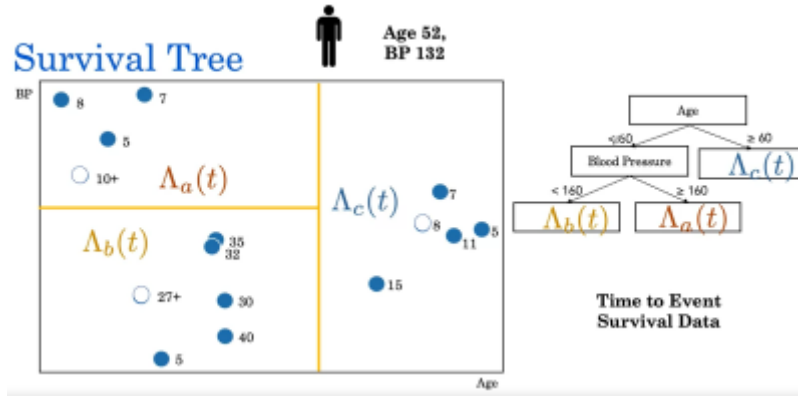 Age 52,
BP 132
Survival Tree
BP
8
7
5
10+
Λa(t)
Λb(t)
35
32
27+
30
40
5
Λc(t)
7
8
11
5
15
Age
Age
<60
≥ 60
Blood Pressure
Λc(t)
< 160
≥ 160
Λb(t)
Λa(t)
Time to Event
Survival Data